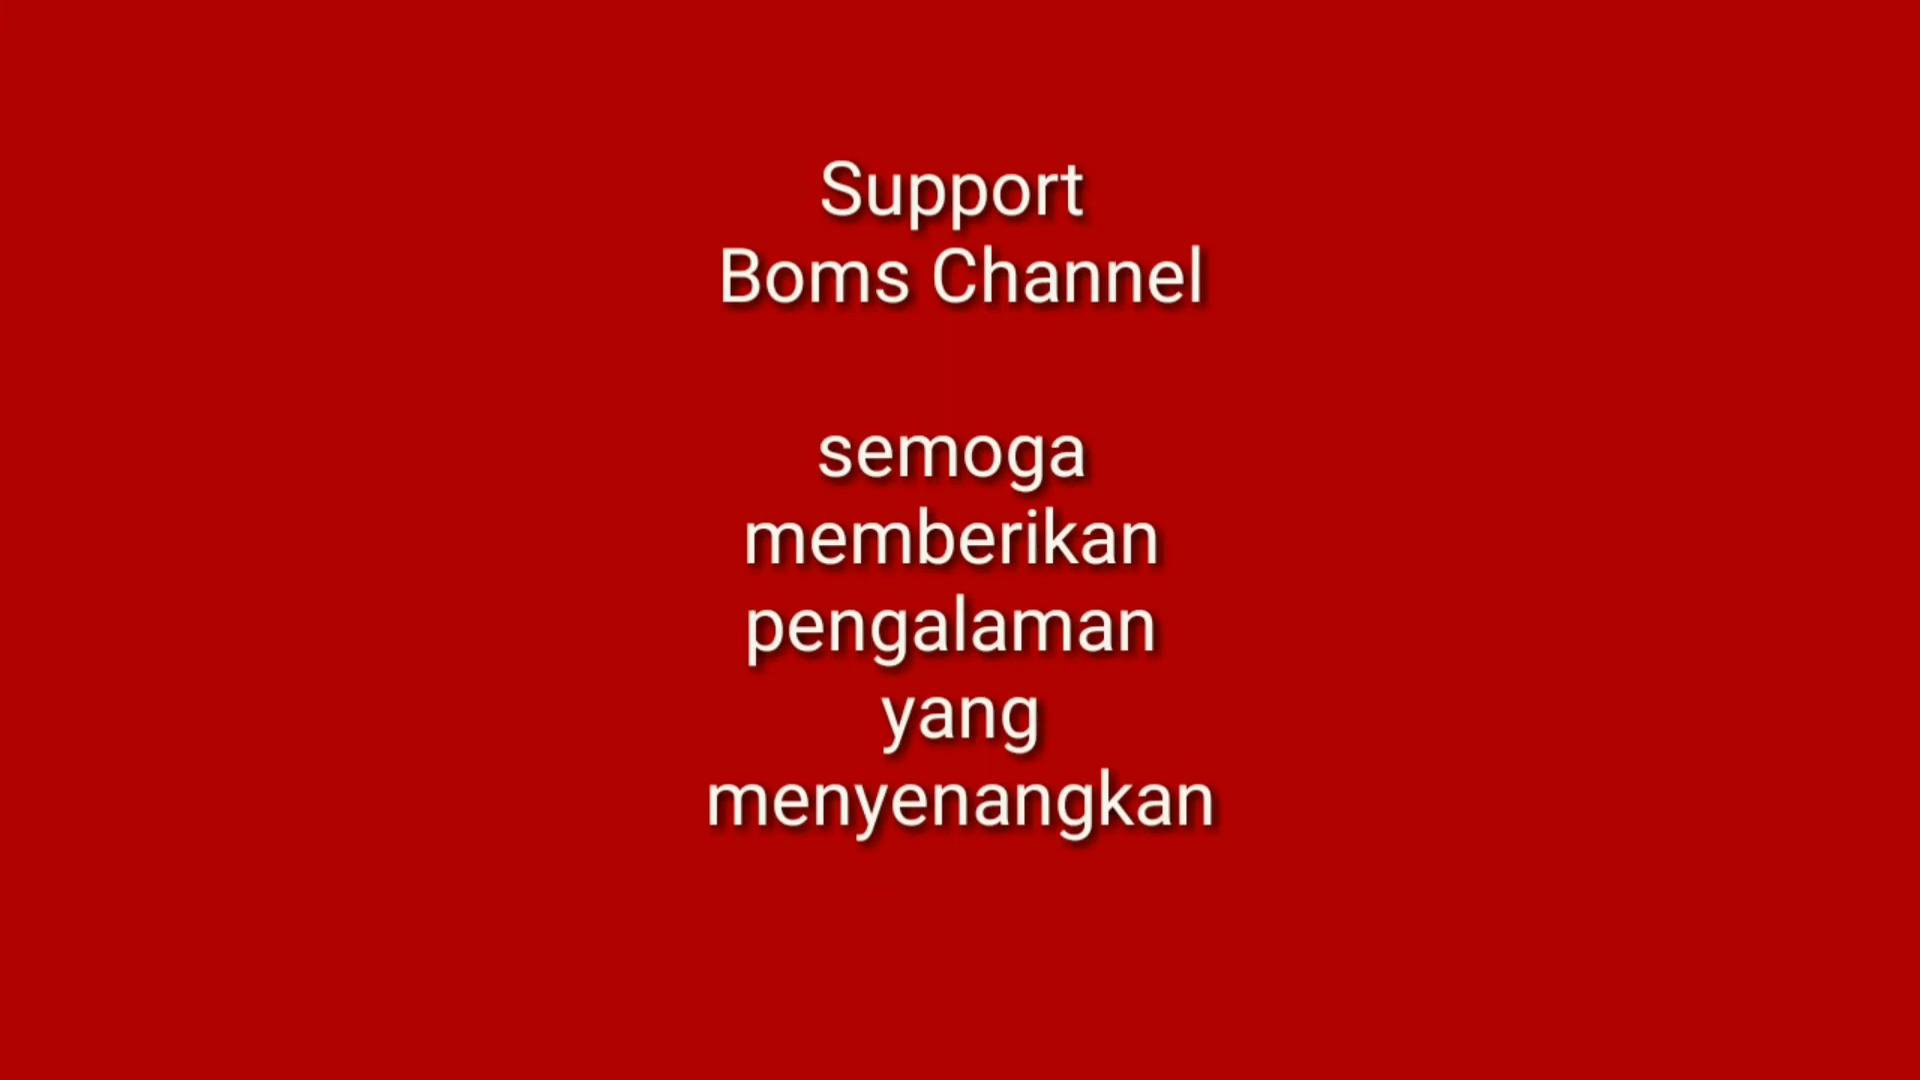 Support
Boms Channel
semoga
memberikan
pengalaman
yang
menyenangkan